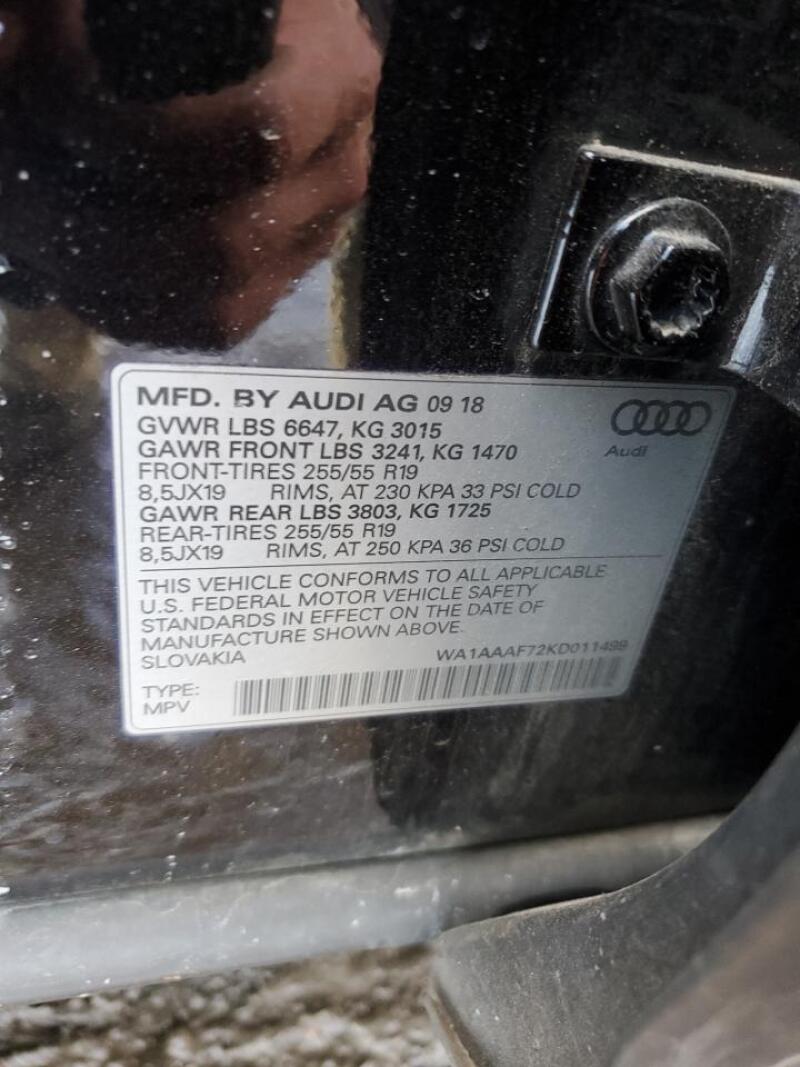 MFD. BY AUDI AG 09 18
GVWR LBS 6647, KG 3015
GAWR FRONT LBS 3241, KG 1470
FRONT-TIRES 255/55 R19
8,5JX19 RIMS, AT 230 KPA 33 PSI COLD
GAWR REAR LBS 3803, KG 1725
REAR-TIRES 255/55 R19
8,5JX19 RIMS, AT 250 KPA 36 PSI COLD
Audi
THIS VEHICLE CONFORMS TO ALL APPLICABLE
U.S. FEDERAL MOTOR VEHICLE SAFETY
STANDARDS IN EFFECT ON THE DATE OF
MANUFACTURE SHOWN ABOVE.
SLOVAKIA WA1AAAF72KD011499
TYPE:
MPV